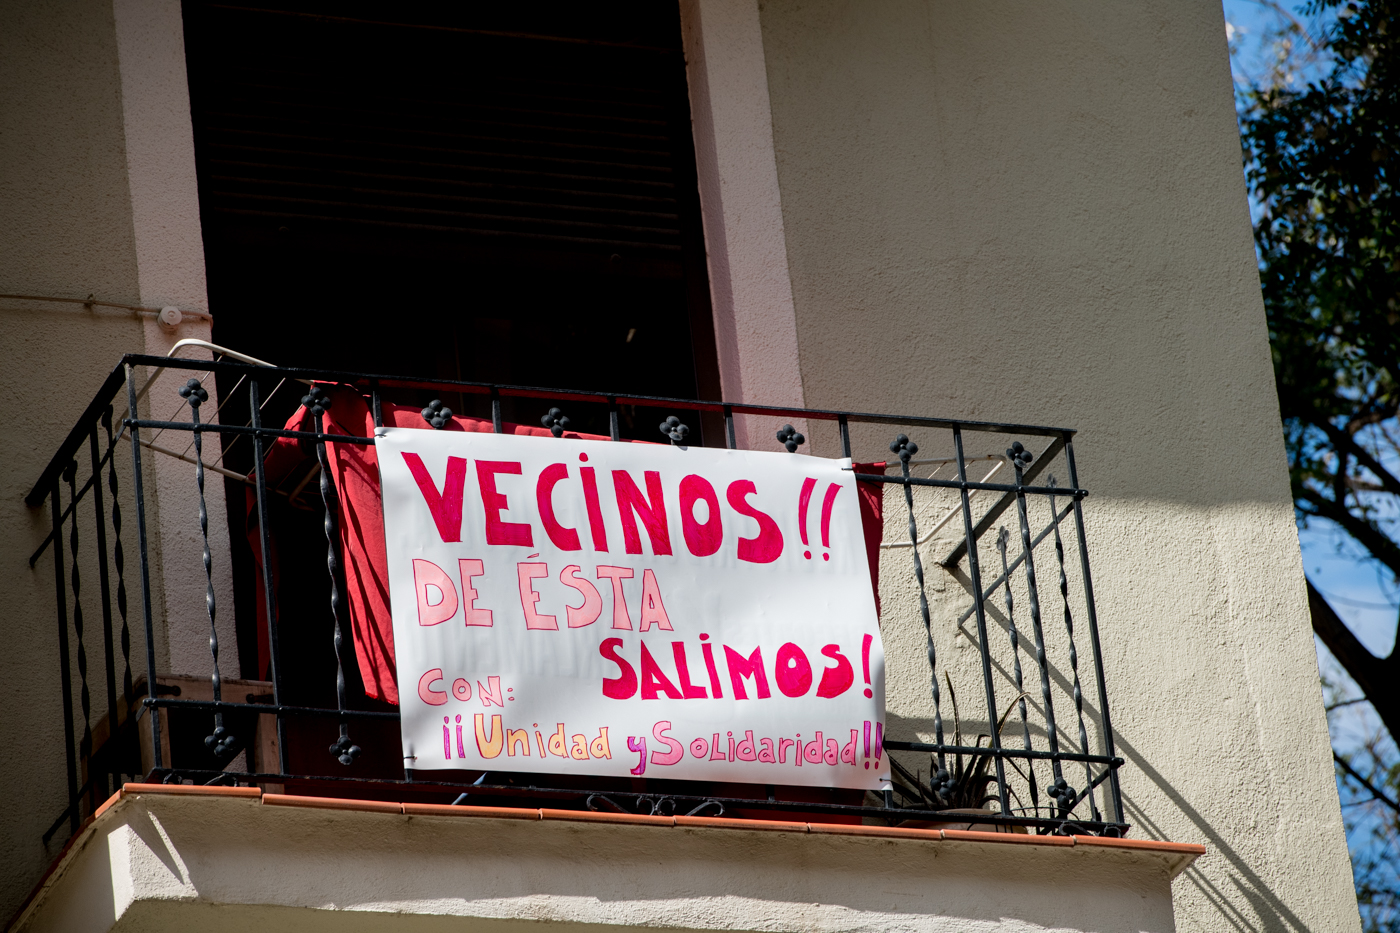 VECINOS!!
DE ÉSTA
SALIMOS!
CON:
¡¡Unidad y Solidaridad!!